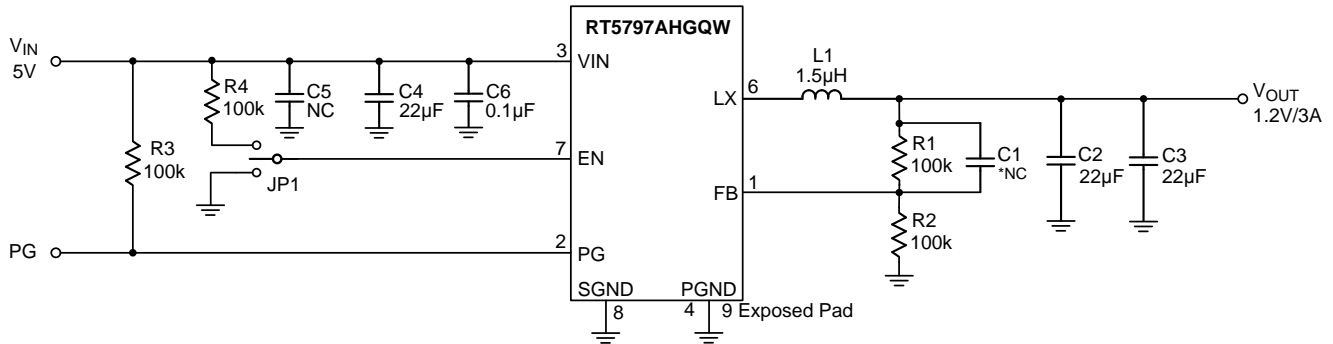 RT5797AHGQW
VIN
5V
R4
100k
C5
NC
C4
22µF
C6
0.1µF
3
VIN
L1
1.5µH
6
LX
VOUT
1.2V/3A
R3
100k
JP1
7
EN
R1
100k
C1
*NC
C2
22µF
C3
22µF
FB
1
R2
100k
PG
2
PG
SGND
PGND
8
4
9 Exposed Pad